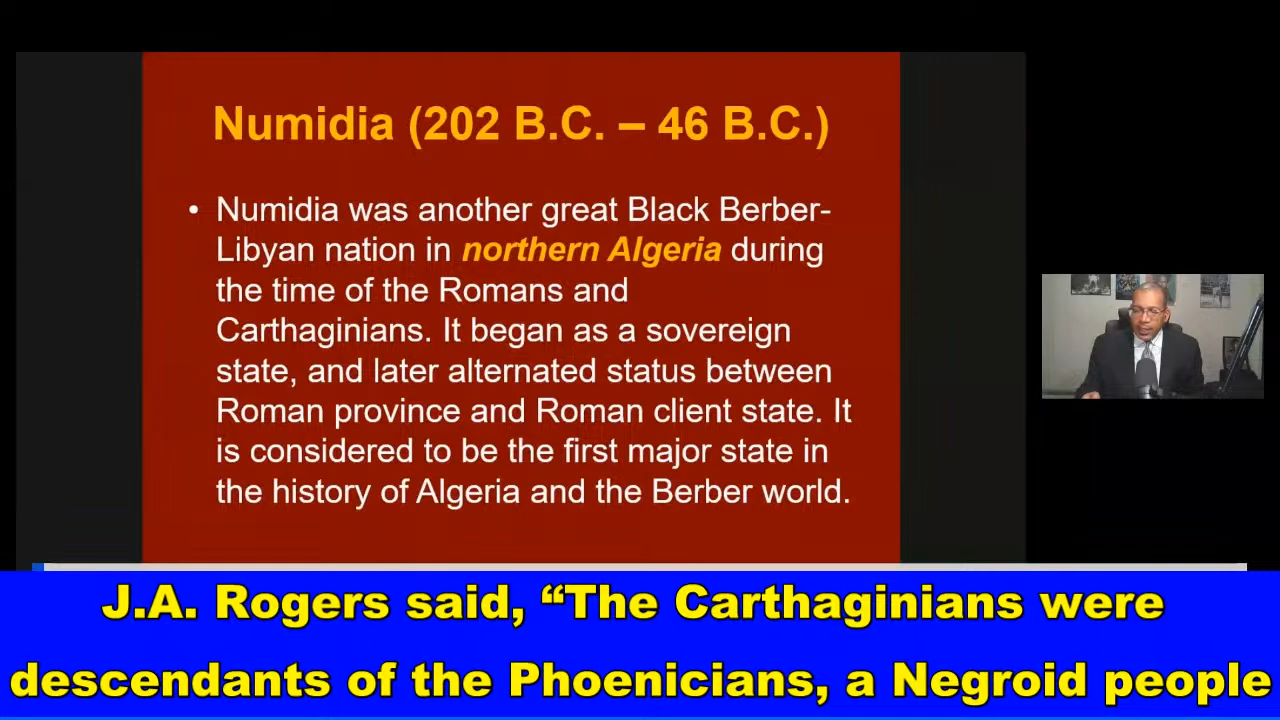 Numidia (202 B.C. – 46 B.C.)
• Numidia was another great Black Berber-
Libyan nation in northern Algeria during
the time of the Romans and
Carthaginians. It began as a sovereign
state, and later alternated status between
Roman province and Roman client state. It
is considered to be the first major state in
the history of Algeria and the Berber world.
J.A. Rogers said, “The Carthaginians were
descendants of the Phoenicians, a Negroid people